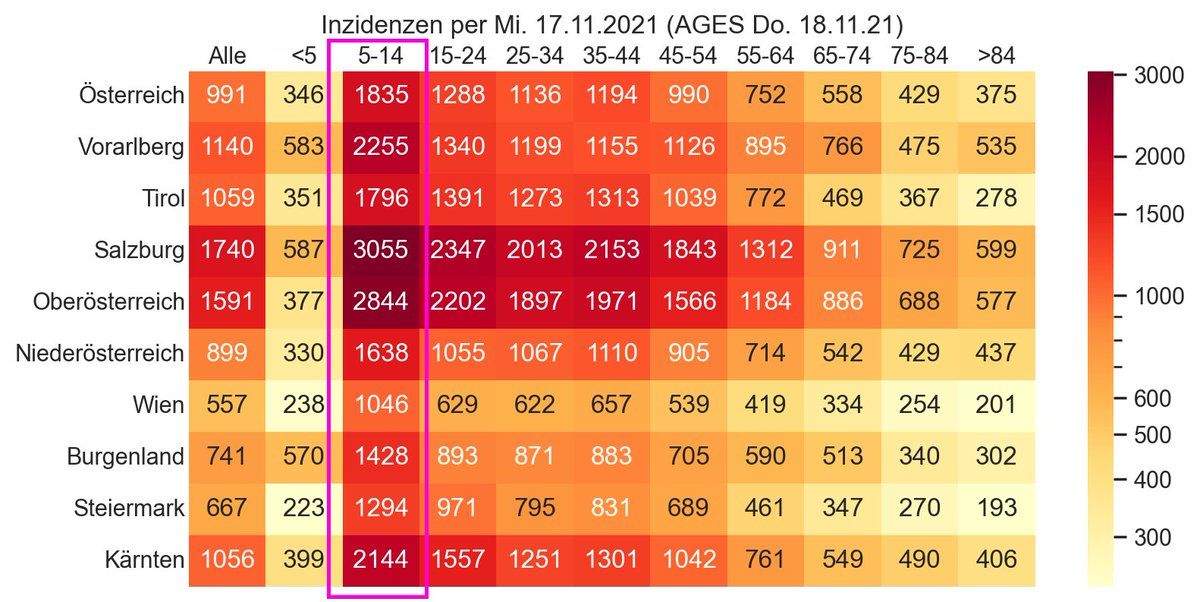 Inzidenzen per Mi. 17.11.2021 (AGES Do. 18.11.21)
Alle <5 5-14 15-24 25-34 35-44 45-54 55-64 65-74 75-84 >84
Österreich 991 346 1835 1288 1136 1194 990 752 558 429 375
Vorarlberg 1140 583 2255 1340 1199 1155 1126 895 766 475 535
Tirol 1059 351 1796 1391 1273 1313 1039 772 469 367 278
Salzburg 1740 587 3055 2347 2013 2153 1843 1312 911 725 599
Oberösterreich 1591 377 2844 2202 1897 1971 1566 1184 886 688 577
Niederösterreich 899 330 1638 1055 1067 1110 905 714 542 429 437
Wien 557 238 1046 629 622 657 539 419 334 254 201
Burgenland 741 570 1428 893 871 883 705 590 513 340 302
Steiermark 667 223 1294 971 795 831 689 461 347 270 193
Kärnten 1056 399 2144 1557 1251 1301 1042 761 549 490 406
3000
2000
1500
1000
600
500
400
300